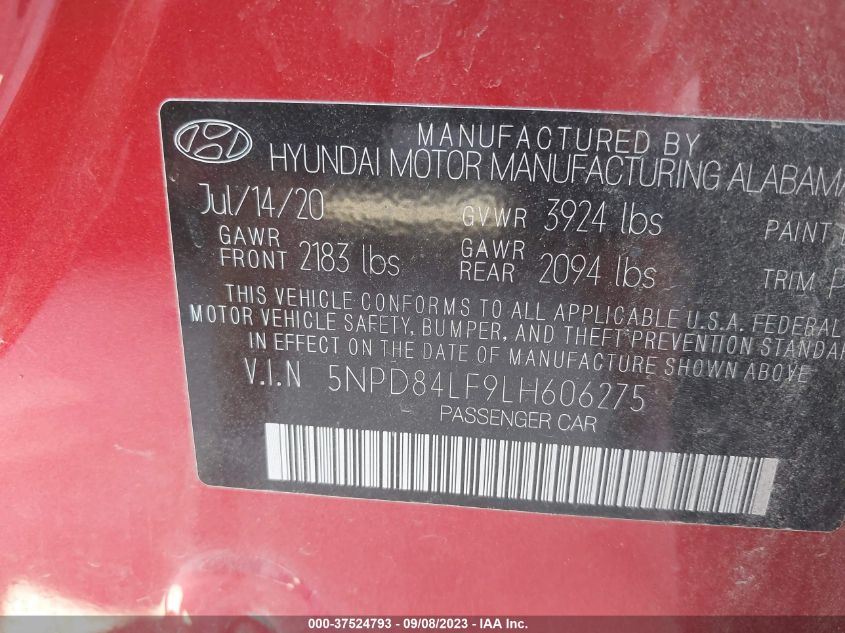 MANUFACTURED BY
HYUNDAI MOTOR MANUFACTURING ALABAMA
Jul/14/20 GVWR 3924 lbs PAINT
GAWR FRONT 2183 lbs GAWR REAR 2094 lbs TRIM
THIS VEHICLE CONFORMS TO ALL APPLICABLE U.S.A. FEDERAL
MOTOR VEHICLE SAFETY, BUMPER, AND THEFT PREVENTION
IN EFFECT ON THE DATE OF MANUFACTURE SHOWN ABOVE
V.I.N 5NPD84LF9LH606275
PASSENGER CAR
000-37524793 - 09/08/2023 - IAA Inc.